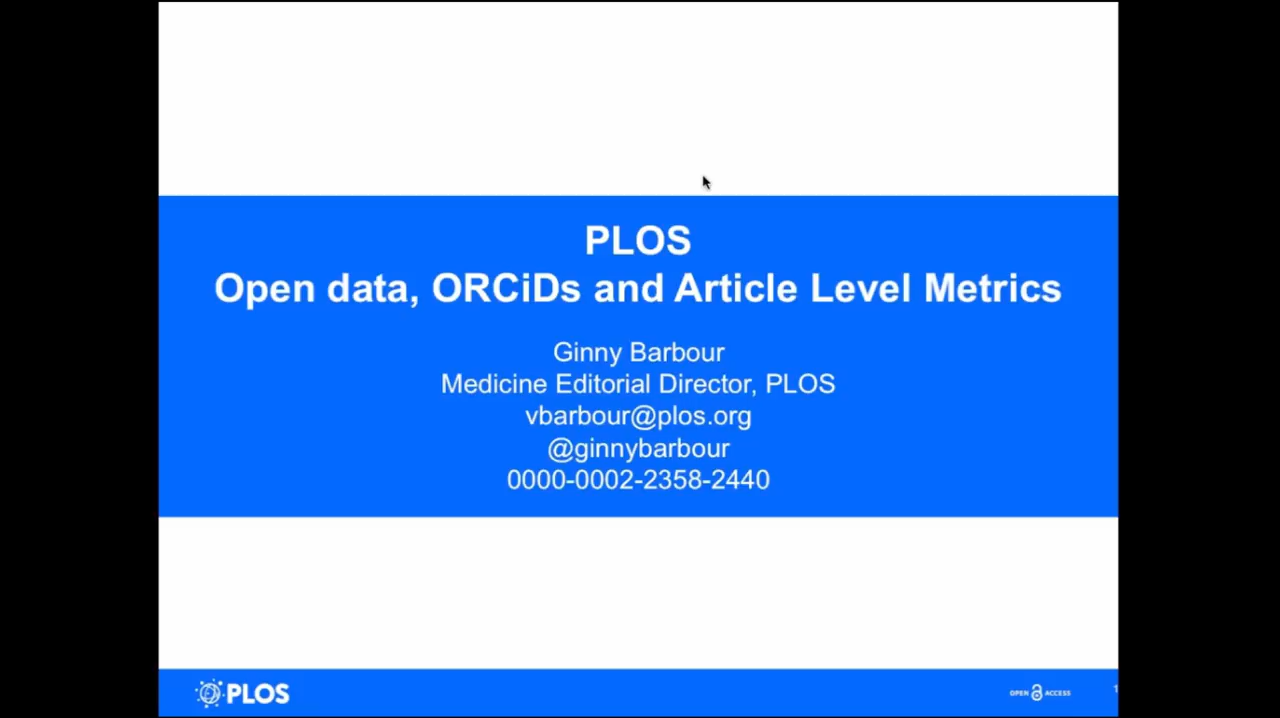 PLOS
Open data, ORCiDs and Article Level Metrics
Ginny Barbour
Medicine Editorial Director, PLOS
vbarbour@plos.org
@ginnybarbour
0000-0002-2358-2440
PLOS
OPEN ACCESS
1